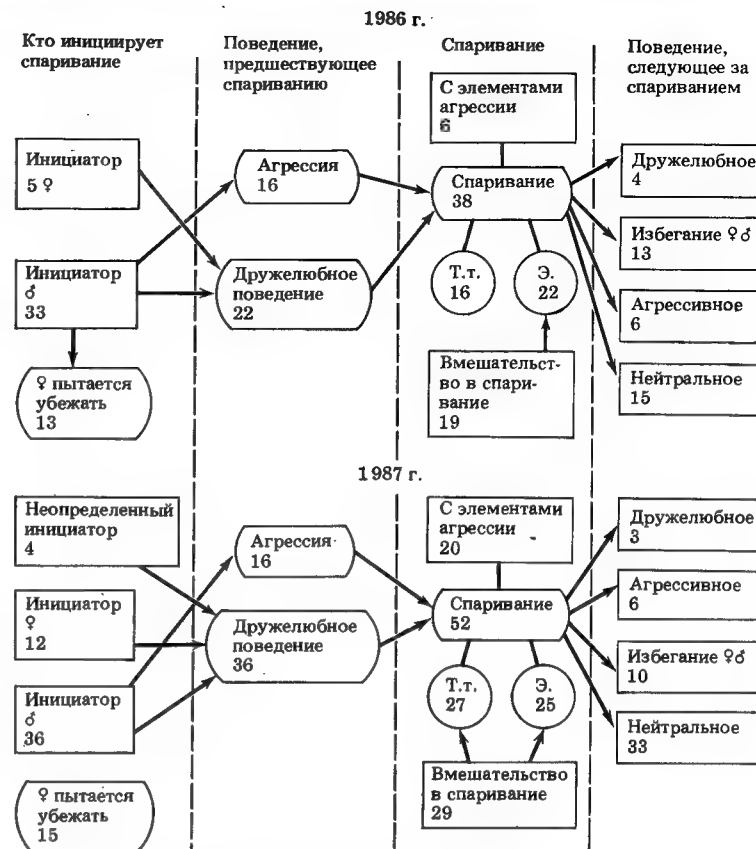 1986 г.
Кто инициирует
спаривание
Поведение,
предшествующее
спариванию
Спаривание
Поведение,
следующее за
спариванием
Инициатор
5 ♀
Инициатор
♂
33
♀ пытается
убежать
13
Агрессия
16
Дружелюбное
поведение
22
С элементами
агрессии
6
Спаривание
38
Т.т.
16
Э.
22
Вмешательст-
во в спари-
вание
19
Дружелюбное
4
Избегание ♀♂
13
Агрессивное
6
Нейтральное
15
1987 г.
Неопределенный
инициатор
4
Инициатор
♀
12
Инициатор
♂
36
♀ пытается
убежать
15
Агрессия
16
Дружелюбное
поведение
36
С элементами
агрессии
20
Спаривание
52
Т.т.
27
Э.
25
Вмешательство
в спаривание
29
Дружелюбное
3
Агрессивное
6
Избегание ♀♂
10
Нейтральное
33